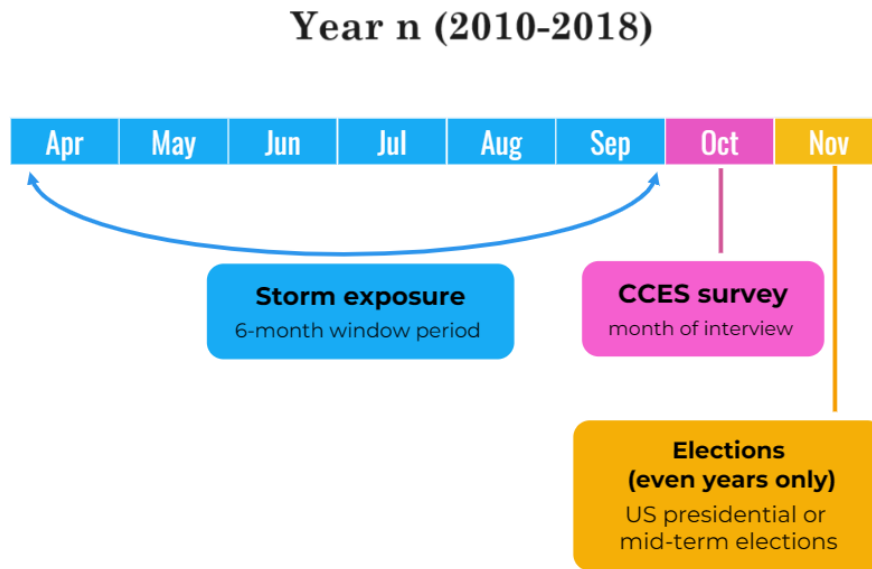 Year n (2010-2018)
Apr May Jun Jul Aug Sep Oct Nov
Storm exposure
6-month window period
CCES survey
month of interview
Elections
(even years only)
US presidential or
mid-term elections